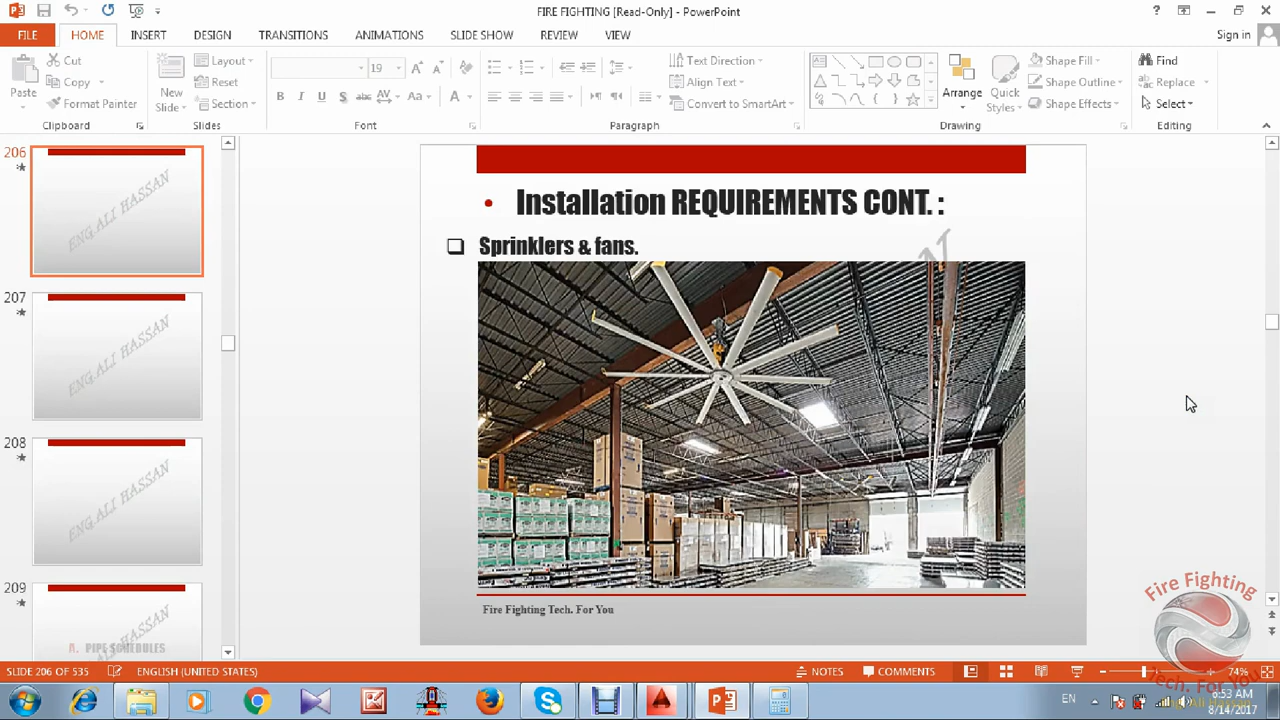 FIRE FIGHTING [Read-Only] - PowerPoint
?
Sign in
FILE
HOME
INSERT
DESIGN
TRANSITIONS
ANIMATIONS
SLIDE SHOW
REVIEW
VIEW
Paste
Cut
Copy
Format Painter
Clipboard
New
Slide
Layout
Reset
Section
Slides
19
B I U S abc AV Aa A
Font
Text Direction
Align Text
Convert to SmartArt
Paragraph
Arrange
Quick
Styles
Shape Fill
Shape Outline
Shape Effects
Drawing
Find
Replace
Select
Editing
206
ENG ALI HASSAN
207
ENG ALI HASSAN
208
ENG ALI HASSAN
209
ALI HASSAN
A. PIPE SCHEDULES
• Installation REQUIREMENTS CONT. :
❑ Sprinklers & fans.
N
Fire Fighting Tech. For You
Fire Fighting
Tech. For You
SLIDE 206 OF 535
ENGLISH (UNITED STATES)
NOTES
COMMENTS
74%
EN
6:53 AM
8/14/2017